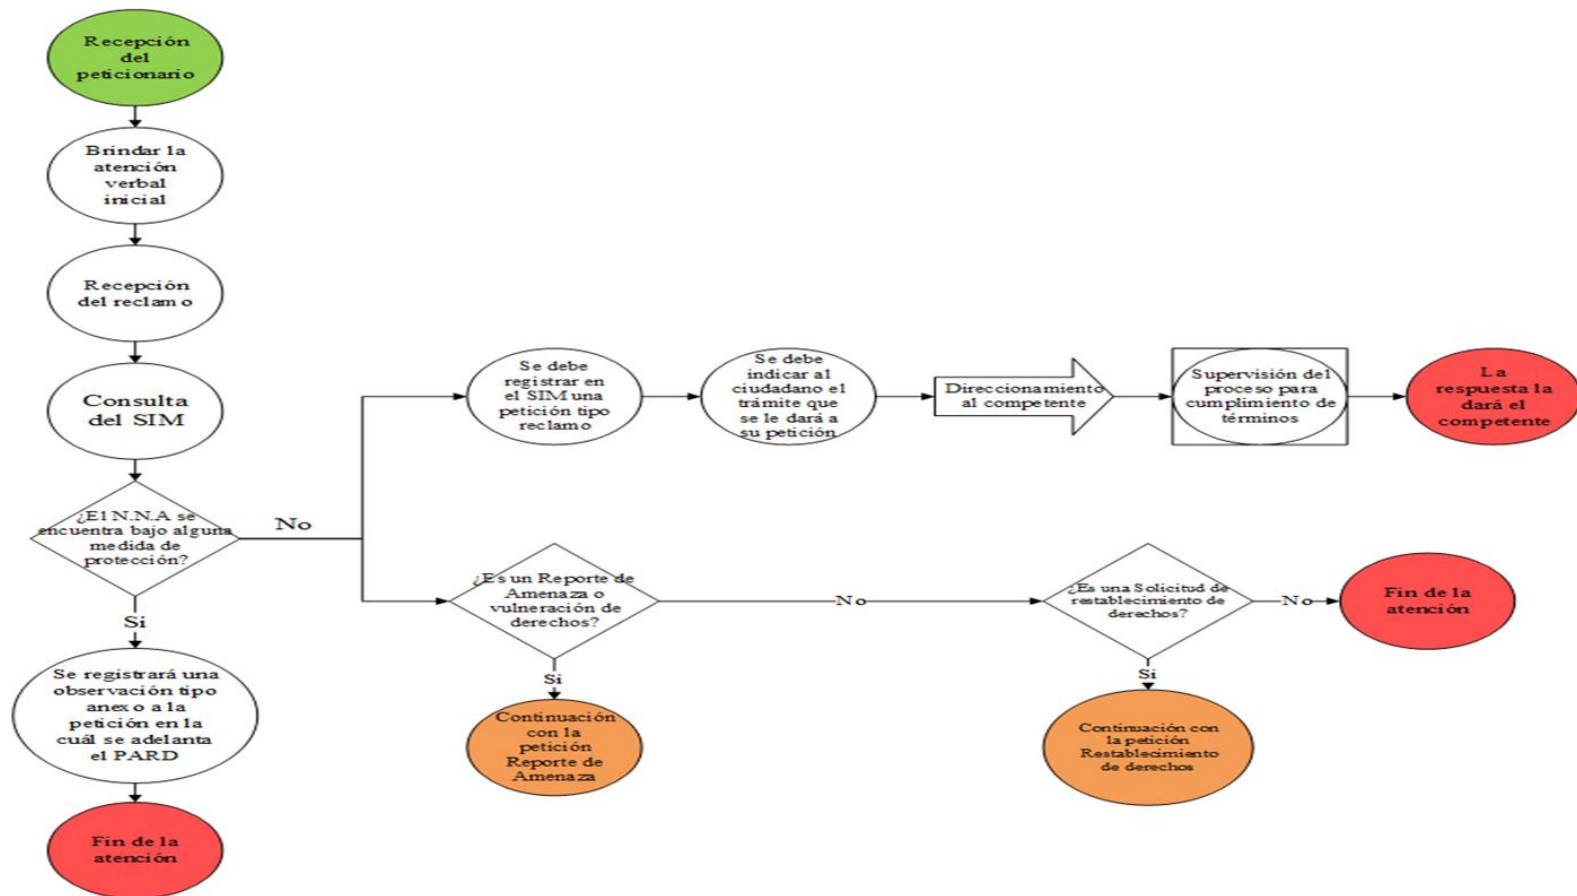 Recepción
del
peticionario
Brindar la
atención
verbal
inicial
Recepción
del reclamo
Consulta
del SIM
¿El N.N.A se
encuentra bajo alguna
medida de
protección?
No
Si
Se registrará una
observación tipo
anexo a la
petición en la
cuál se adelanta
el PARD
Fin de la
atención
Se debe
registrar en
el SIM una
petición tipo
reclamo
Se debe
indicar al
ciudadano el
trámite que
se le dará a
su petición
Direccionamiento
al competente
Supervisión del
proceso para
cumplimiento de
términos
La
respuesta la
dará el
competente
¿Es un Reporte de
Amenaza o
vulneración de
derechos?
No
Si
Continuación
con la
petición
Reporte de
Amenaza
¿Es una Solicitud de
restablecimiento de
derechos?
No
Fin de la
atención
Si
Continuación con
la petición
Restablecimiento
de derechos